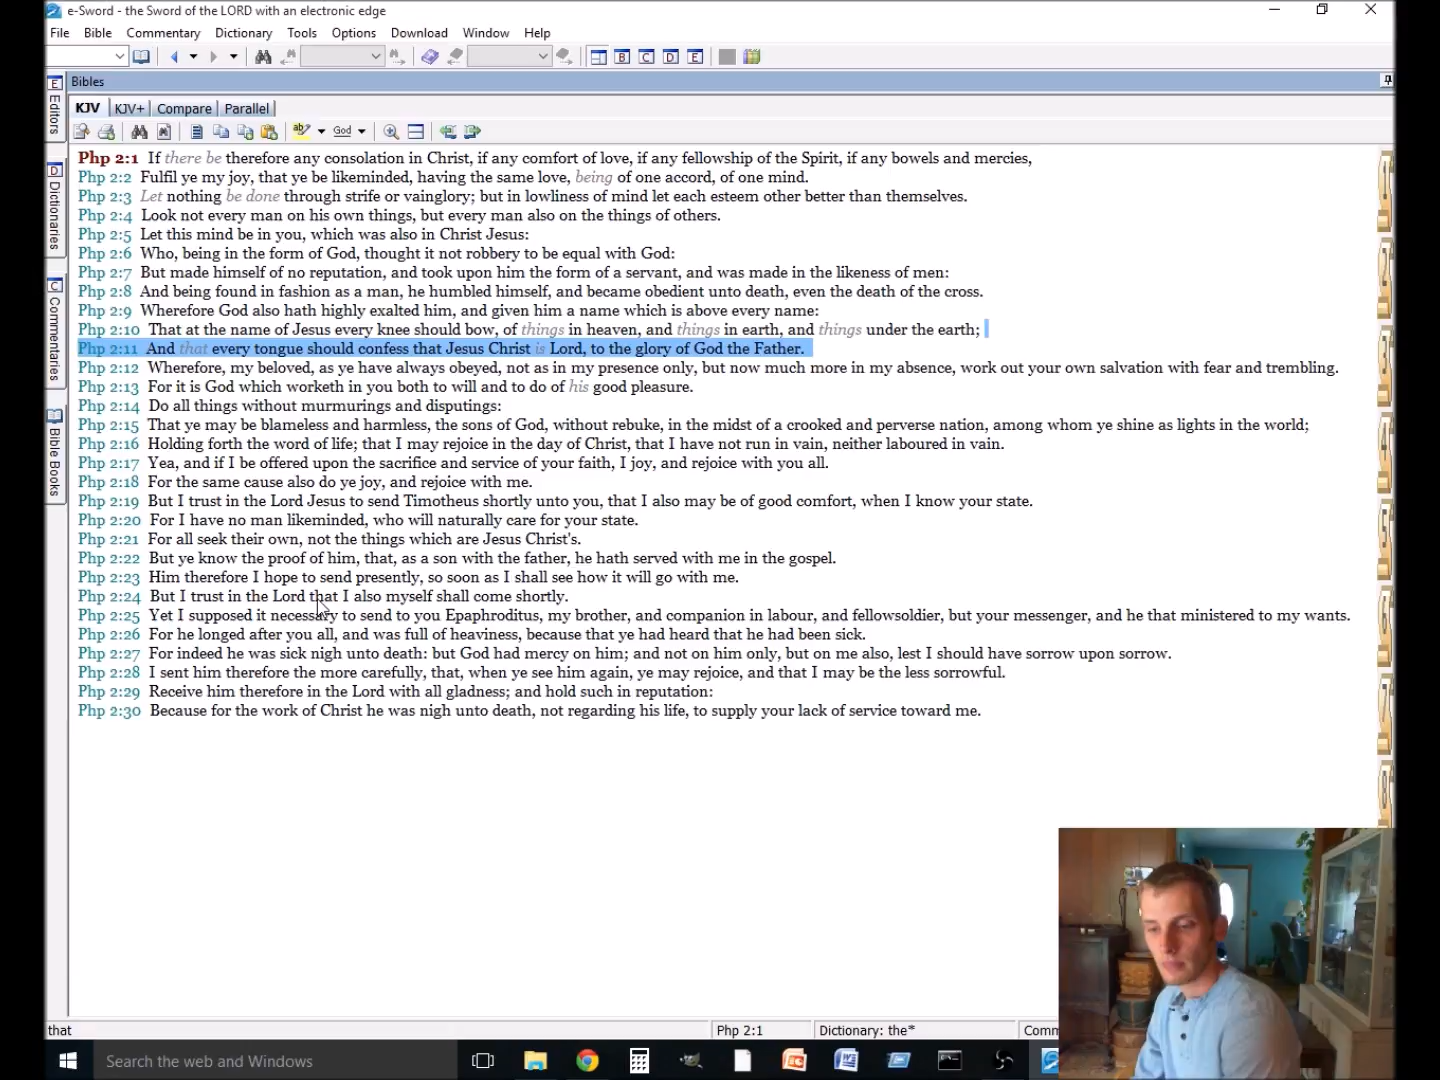 e-Sword - the Sword of the LORD with an electronic edge
File Bible Commentary Dictionary Tools Options Download Window Help
B C D E
Bibles
KJV KJV+ Compare Parallel
ab God
E Editors
D Dictionaries
C Commentaries
Bible Books
Php 2:1 If there be therefore any consolation in Christ, if any comfort of love, if any fellowship of the Spirit, if any bowels and mercies,
Php 2:2 Fulfil ye my joy, that ye be likeminded, having the same love, being of one accord, of one mind.
Php 2:3 Let nothing be done through strife or vainglory; but in lowliness of mind let each esteem other better than themselves.
Php 2:4 Look not every man on his own things, but every man also on the things of others.
Php 2:5 Let this mind be in you, which was also in Christ Jesus:
Php 2:6 Who, being in the form of God, thought it not robbery to be equal with God:
Php 2:7 But made himself of no reputation, and took upon him the form of a servant, and was made in the likeness of men:
Php 2:8 And being found in fashion as a man, he humbled himself, and became obedient unto death, even the death of the cross.
Php 2:9 Wherefore God also hath highly exalted him, and given him a name which is above every name:
Php 2:10 That at the name of Jesus every knee should bow, of things in heaven, and things in earth, and things under the earth;
Php 2:11 And that every tongue should confess that Jesus Christ is Lord, to the glory of God the Father.
Php 2:12 Wherefore, my beloved, as ye have always obeyed, not as in my presence only, but now much more in my absence, work out your own salvation with fear and trembling.
Php 2:13 For it is God which worketh in you both to will and to do of his good pleasure.
Php 2:14 Do all things without murmurings and disputings:
Php 2:15 That ye may be blameless and harmless, the sons of God, without rebuke, in the midst of a crooked and perverse nation, among whom ye shine as lights in the world;
Php 2:16 Holding forth the word of life; that I may rejoice in the day of Christ, that I have not run in vain, neither laboured in vain.
Php 2:17 Yea, and if I be offered upon the sacrifice and service of your faith, I joy, and rejoice with you all.
Php 2:18 For the same cause also do ye joy, and rejoice with me.
Php 2:19 But I trust in the Lord Jesus to send Timotheus shortly unto you, that I also may be of good comfort, when I know your state.
Php 2:20 For I have no man likeminded, who will naturally care for your state.
Php 2:21 For all seek their own, not the things which are Jesus Christ's.
Php 2:22 But ye know the proof of him, that, as a son with the father, he hath served with me in the gospel.
Php 2:23 Him therefore I hope to send presently, so soon as I shall see how it will go with me.
Php 2:24 But I trust in the Lord that I also myself shall come shortly.
Php 2:25 Yet I supposed it necessary to send to you Epaphroditus, my brother, and companion in labour, and fellowsoldier, but your messenger, and he that ministered to my wants.
Php 2:26 For he longed after you all, and was full of heaviness, because that ye had heard that he had been sick.
Php 2:27 For indeed he was sick nigh unto death: but God had mercy on him; and not on him only, but on me also, lest I should have sorrow upon sorrow.
Php 2:28 I sent him therefore the more carefully, that, when ye see him again, ye may rejoice, and that I may be the less sorrowful.
Php 2:29 Receive him therefore in the Lord with all gladness; and hold such in reputation:
Php 2:30 Because for the work of Christ he was nigh unto death, not regarding his life, to supply your lack of service toward me.
that Php 2:1 Dictionary: the* Comm
Search the web and Windows